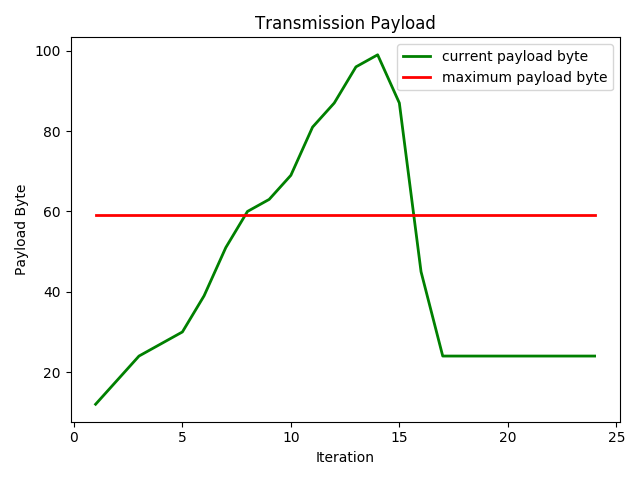 Transmission Payload
current payload byte
maximum payload byte
100
80
60
40
20
Payload Byte
0
5
10
15
20
25
Iteration